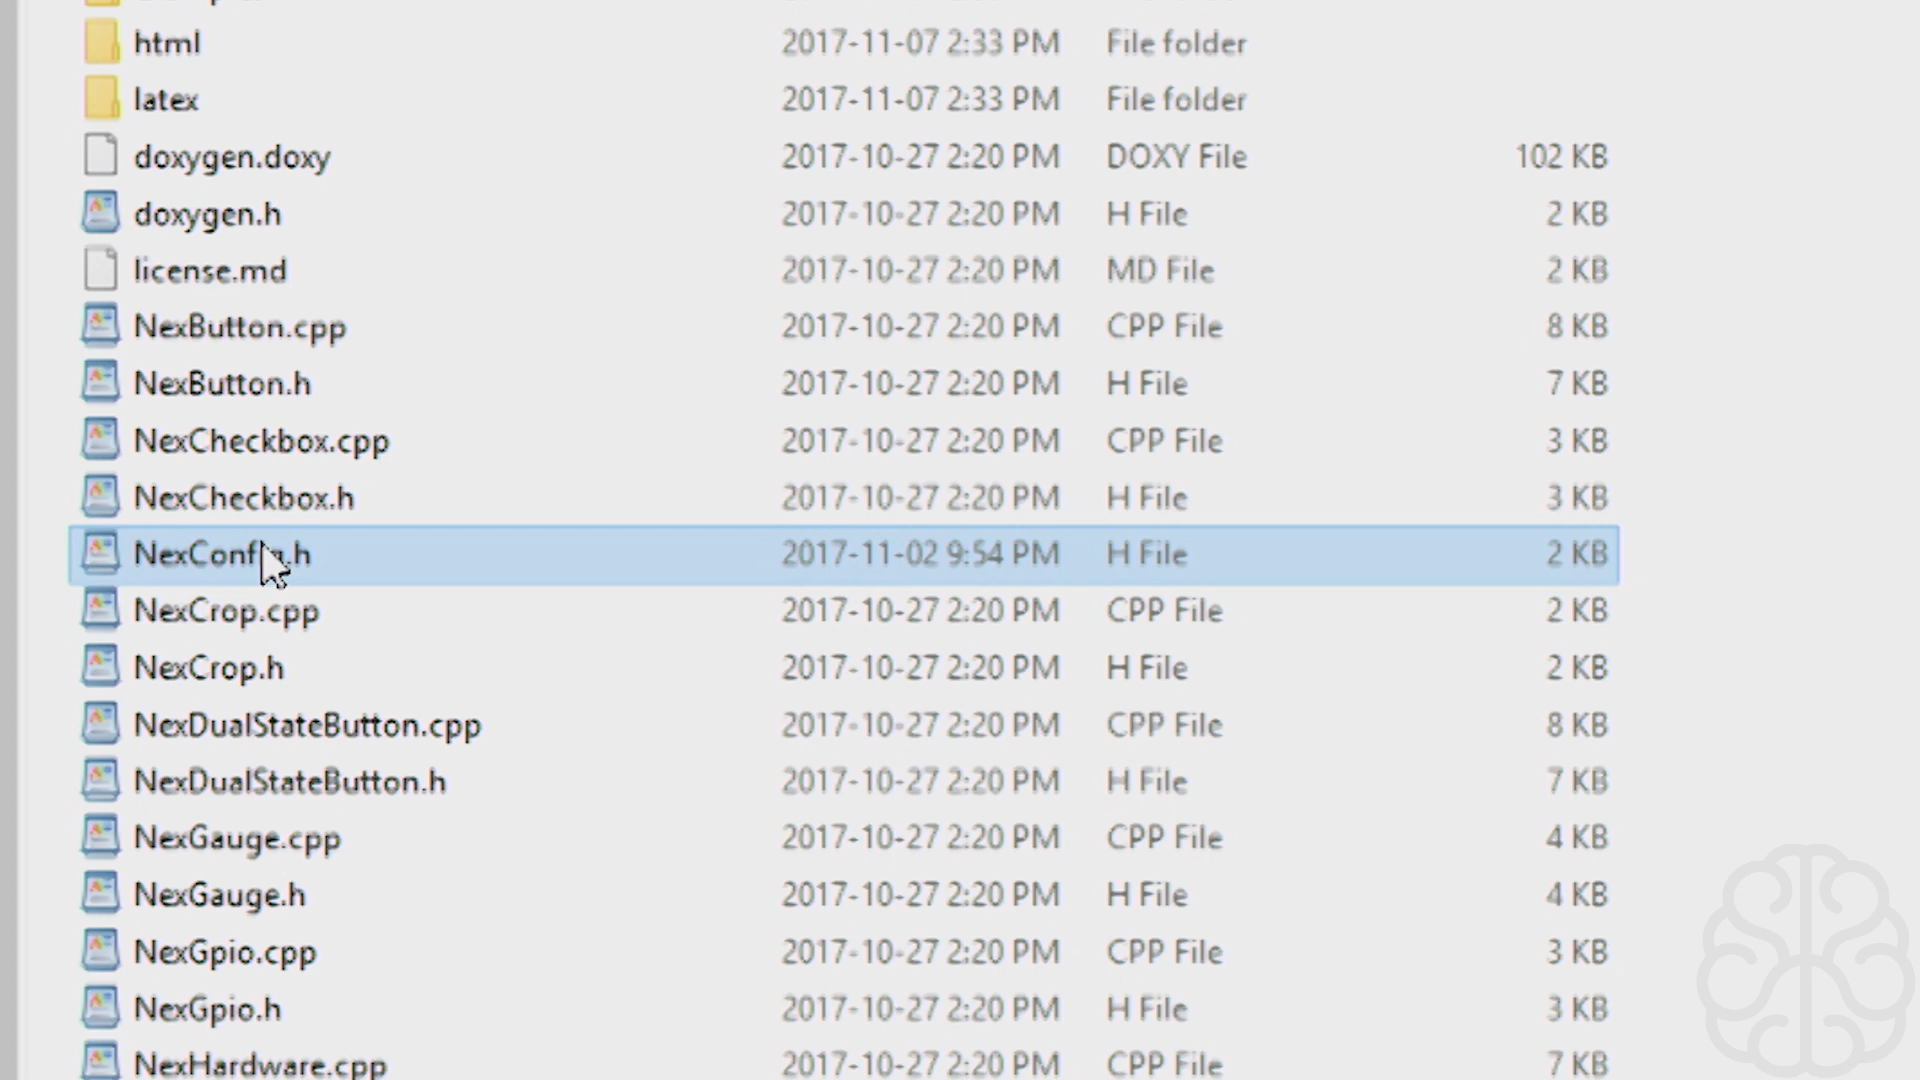 html 2017-11-07 2:33 PM File folder
latex 2017-11-07 2:33 PM File folder
doxygen.doxy 2017-10-27 2:20 PM DOXY File 102 KB
doxygen.h 2017-10-27 2:20 PM H File 2 KB
license.md 2017-10-27 2:20 PM MD File 2 KB
NexButton.cpp 2017-10-27 2:20 PM CPP File 8 KB
NexButton.h 2017-10-27 2:20 PM H File 7 KB
NexCheckbox.cpp 2017-10-27 2:20 PM CPP File 3 KB
NexCheckbox.h 2017-10-27 2:20 PM H File 3 KB
NexConfig.h 2017-11-02 9:54 PM H File 2 KB
NexCrop.cpp 2017-10-27 2:20 PM CPP File 2 KB
NexCrop.h 2017-10-27 2:20 PM H File 2 KB
NexDualStateButton.cpp 2017-10-27 2:20 PM CPP File 8 KB
NexDualStateButton.h 2017-10-27 2:20 PM H File 7 KB
NexGauge.cpp 2017-10-27 2:20 PM CPP File 4 KB
NexGauge.h 2017-10-27 2:20 PM H File 4 KB
NexGpio.cpp 2017-10-27 2:20 PM CPP File 3 KB
NexGpio.h 2017-10-27 2:20 PM H File 3 KB
NexHardware.cpp 2017-10-27 2:20 PM CPP File 7 KB